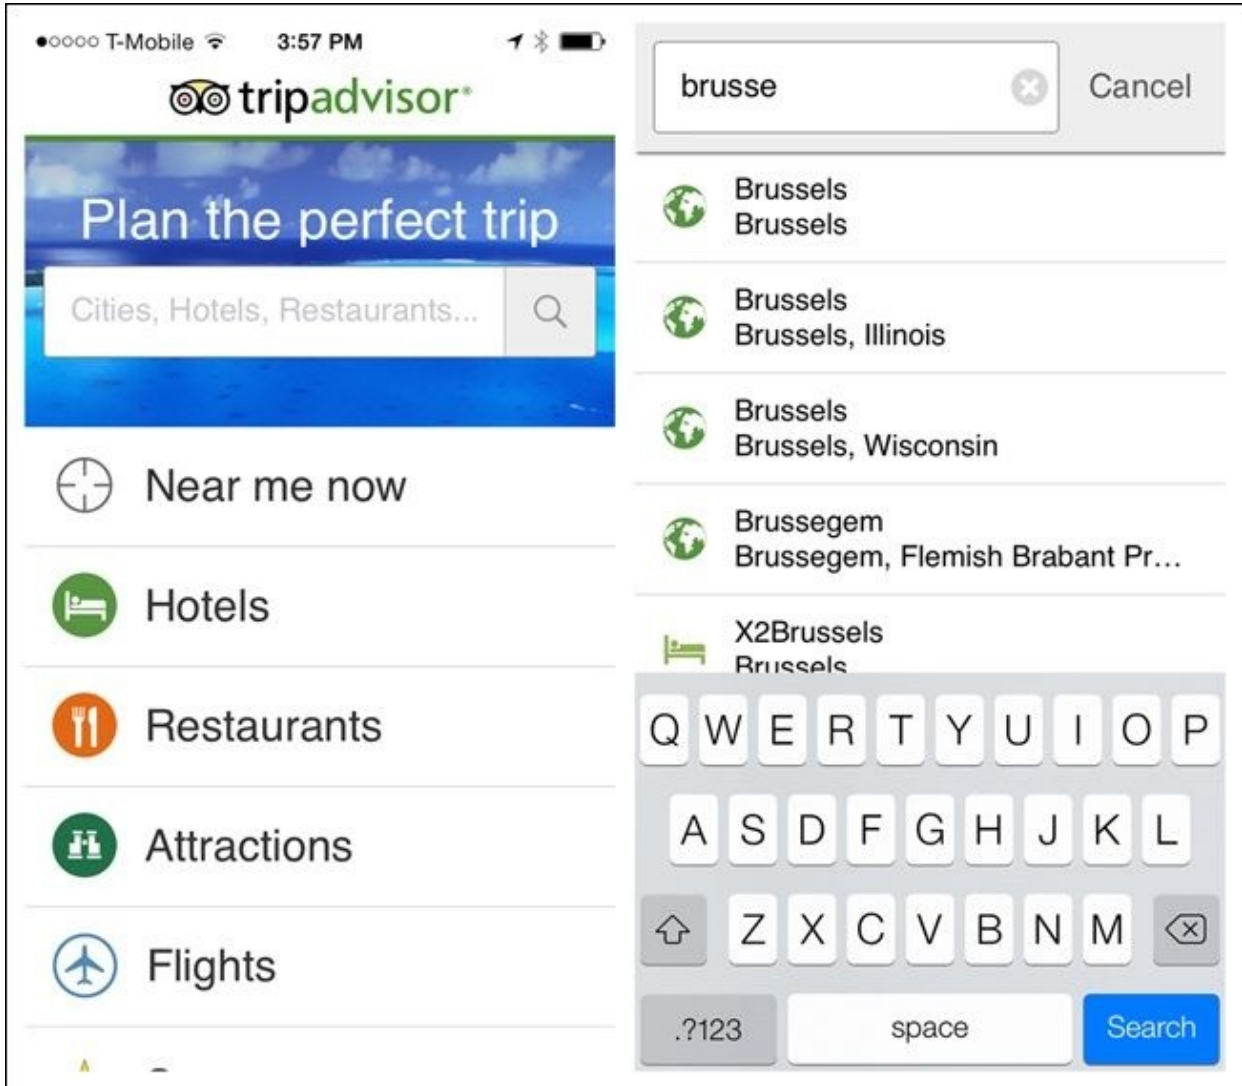 T-Mobile 3:57 PM
tripadvisor®
Plan the perfect trip
Cities, Hotels, Restaurants...
Near me now
Hotels
Restaurants
Attractions
Flights
brusse
Cancel
Brussels
Brussels
Brussels
Brussels, Illinois
Brussels
Brussels, Wisconsin
Brussegem
Brussegem, Flemish Brabant Pr...
X2Brussels
Brussels
Q W E R T Y U I O P
A S D F G H J K L
Z X C V B N M
.?123 space Search